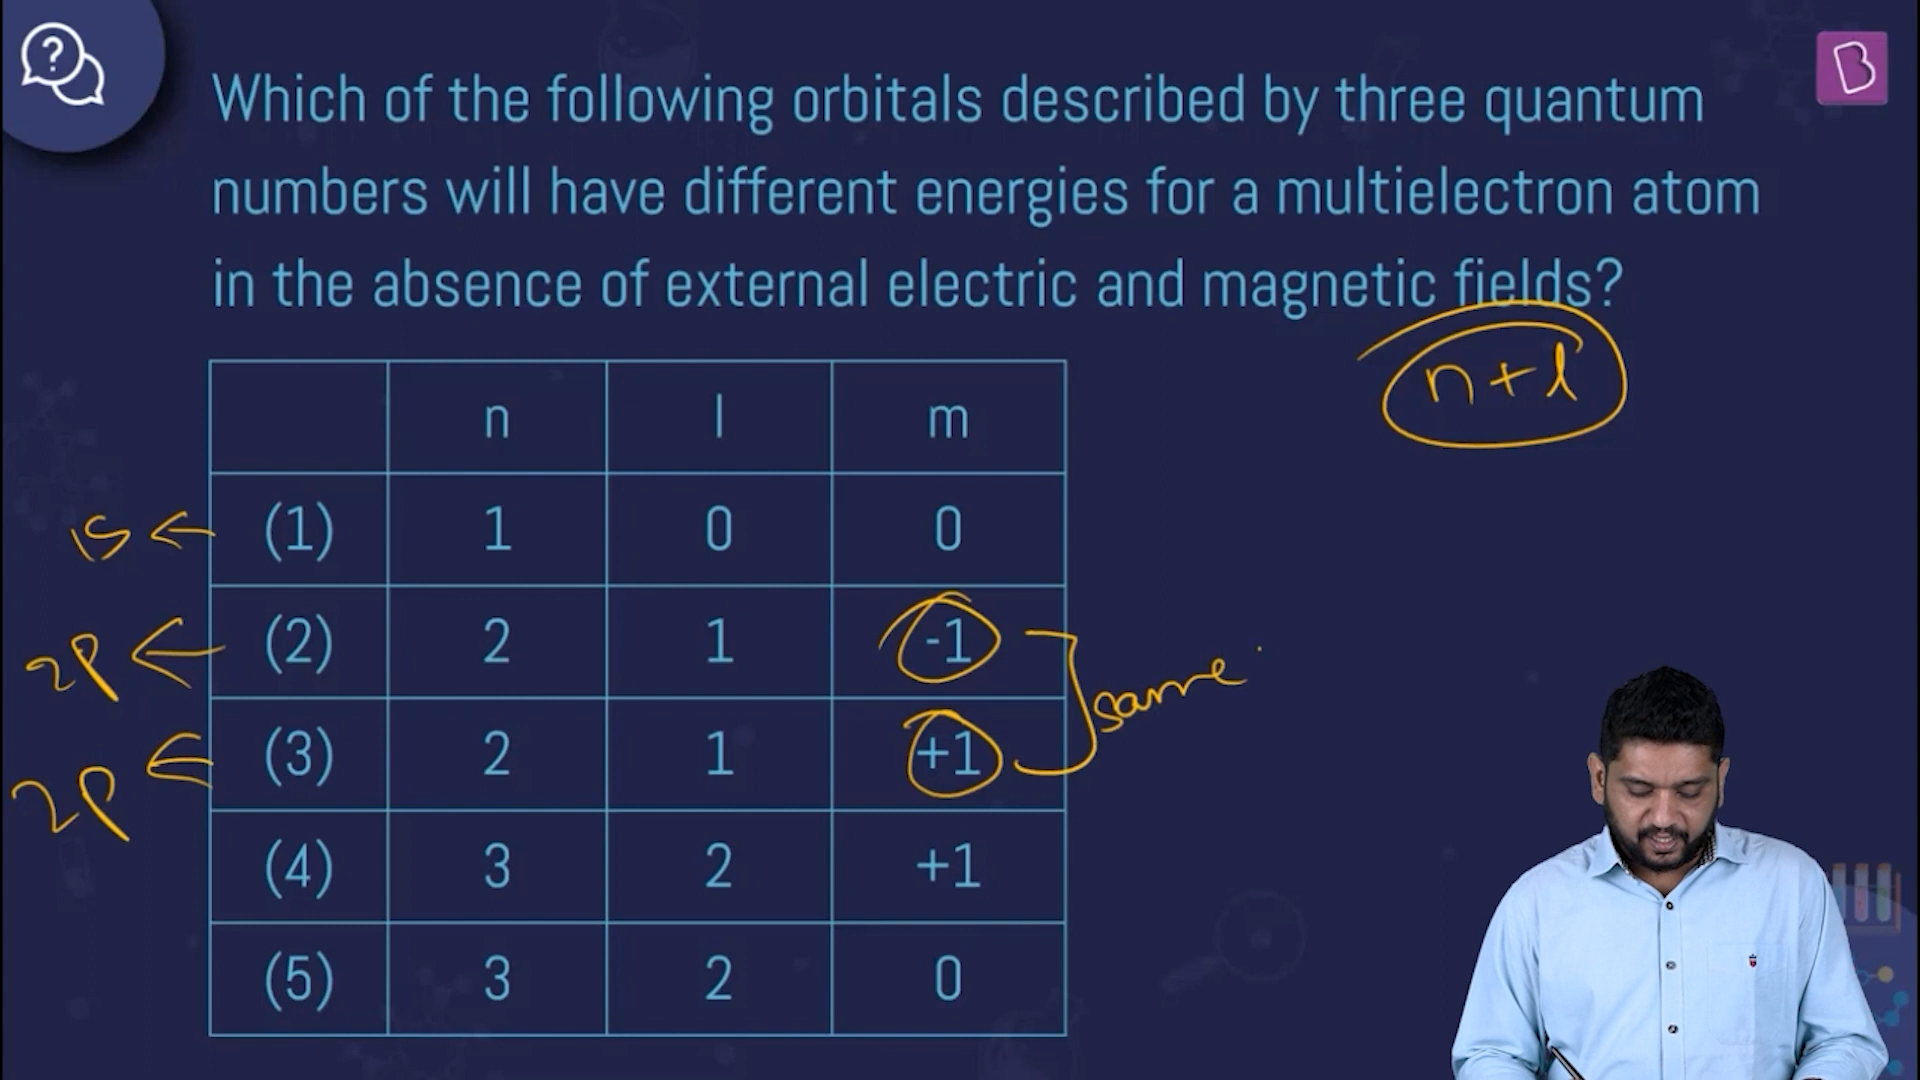 ?
B
Which of the following orbitals described by three quantum
numbers will have different energies for a multielectron atom
in the absence of external electric and magnetic fields?
n+l
n l m
1s ← (1) 1 0 0
2p ← (2) 2 1 -1
same
2p ← (3) 2 1 +1
(4) 3 2 +1
(5) 3 2 0